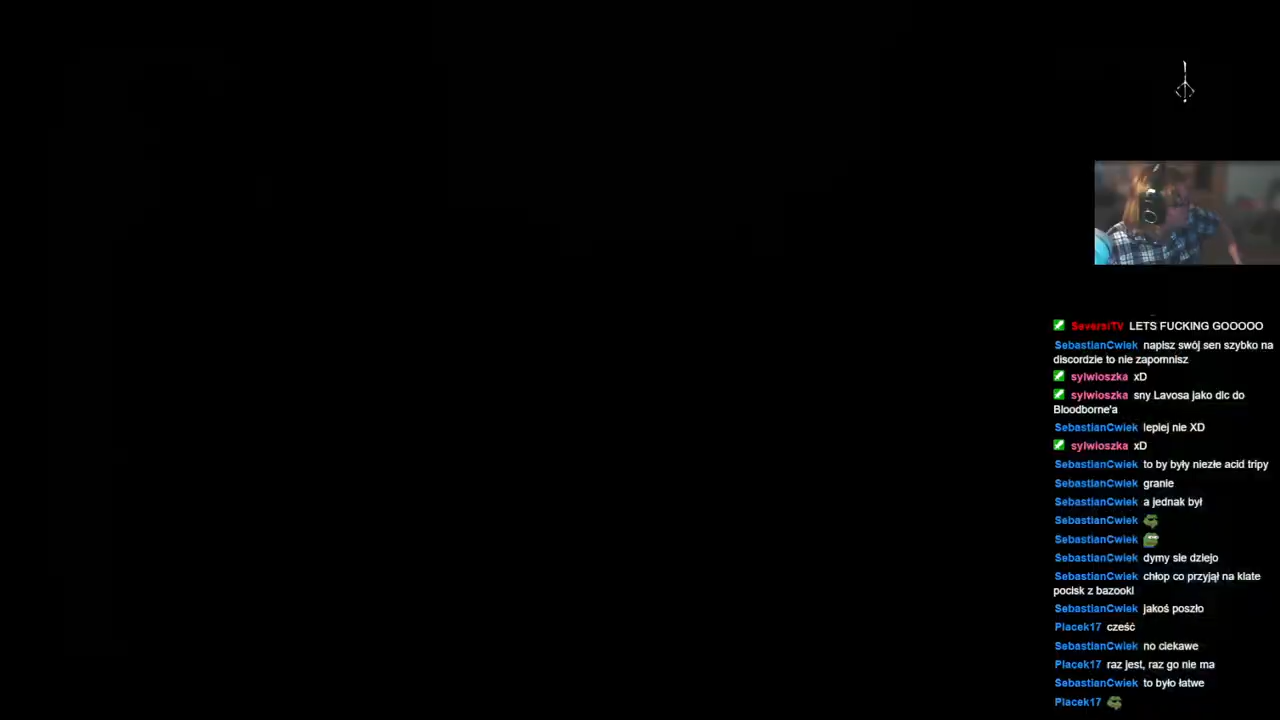 SeversiTV LETS FUCKING GOOOOO
SebastianCwiek napisz swój sen szybko na
discordzie to nie zapomnisz
sylwioszka xD
sylwioszka sny Lavosa jako dlc do
Bloodborne'a
SebastianCwiek lepiej nie XD
sylwioszka xD
SebastianCwiek to by były niezłe acid tripy
SebastianCwiek granie
SebastianCwiek a jednak był
SebastianCwiek
SebastianCwiek
SebastianCwiek dymy sie dziejo
SebastianCwiek chłop co przyjął na klate
pocisk z bazooki
SebastianCwiek jakoś poszło
Placek17 cześć
SebastianCwiek no ciekawe
Placek17 raz jest, raz go nie ma
SebastianCwiek to było łatwe
Placek17